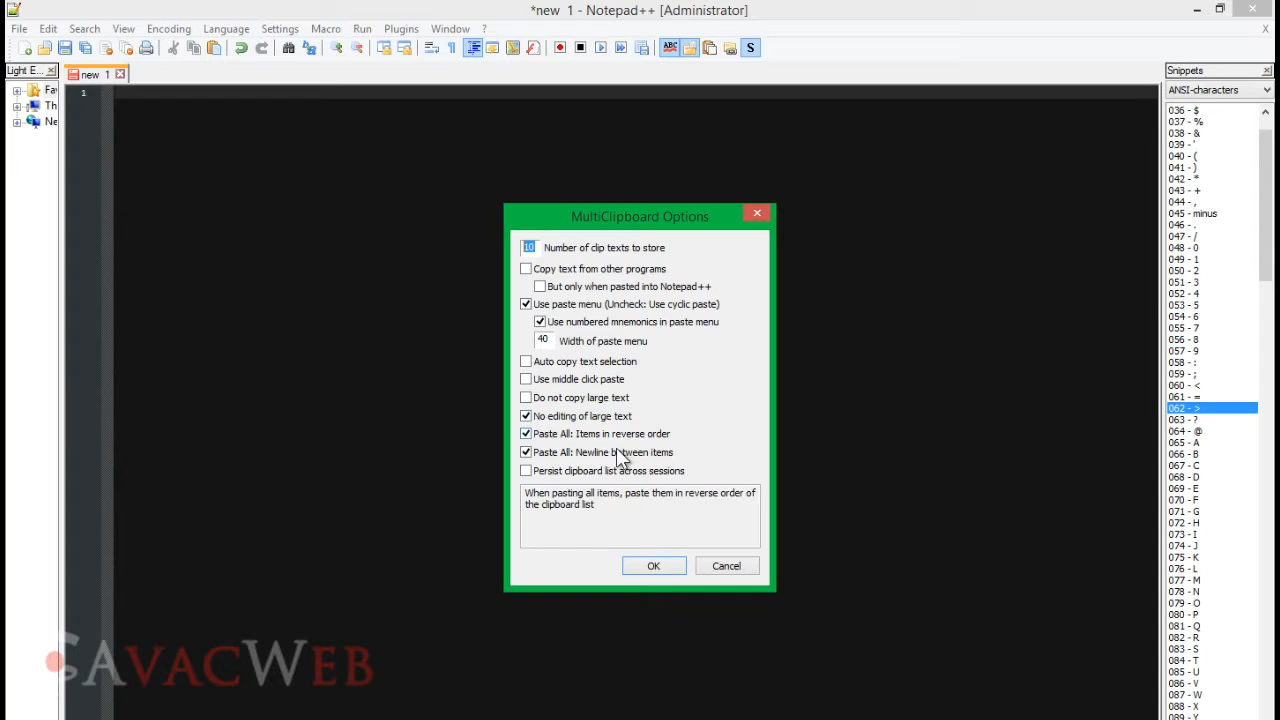 *new 1 - Notepad++ [Administrator]
File Edit Search View Encoding Language Settings Macro Run Plugins Window ?
X
ABC
S
Light E...
new 1
Snippets
ANSI-characters
Fav
Th
Ne
1
036 - $
037 - %
038 - &
039 - '
040 - (
041 - )
042 - *
043 - +
044 - ,
045 - minus
046 - .
047 - /
048 - 0
049 - 1
050 - 2
051 - 3
052 - 4
053 - 5
054 - 6
055 - 7
056 - 8
057 - 9
058 - :
059 - ;
060 - <
061 - =
062 - >
063 - ?
064 - @
065 - A
066 - B
067 - C
068 - D
069 - E
070 - F
071 - G
072 - H
073 - I
074 - J
075 - K
076 - L
077 - M
078 - N
079 - O
080 - P
081 - Q
082 - R
083 - S
084 - T
085 - U
086 - V
087 - W
088 - X
089 - Y
MultiClipboard Options
10 Number of clip texts to store
Copy text from other programs
But only when pasted into Notepad++
Use paste menu (Uncheck: Use cyclic paste)
Use numbered mnemonics in paste menu
40 Width of paste menu
Auto copy text selection
Use middle click paste
Do not copy large text
No editing of large text
Paste All: Items in reverse order
Paste All: Newline between items
Persist clipboard list across sessions
When pasting all items, paste them in reverse order of
the clipboard list
OK Cancel
SAVACWEB